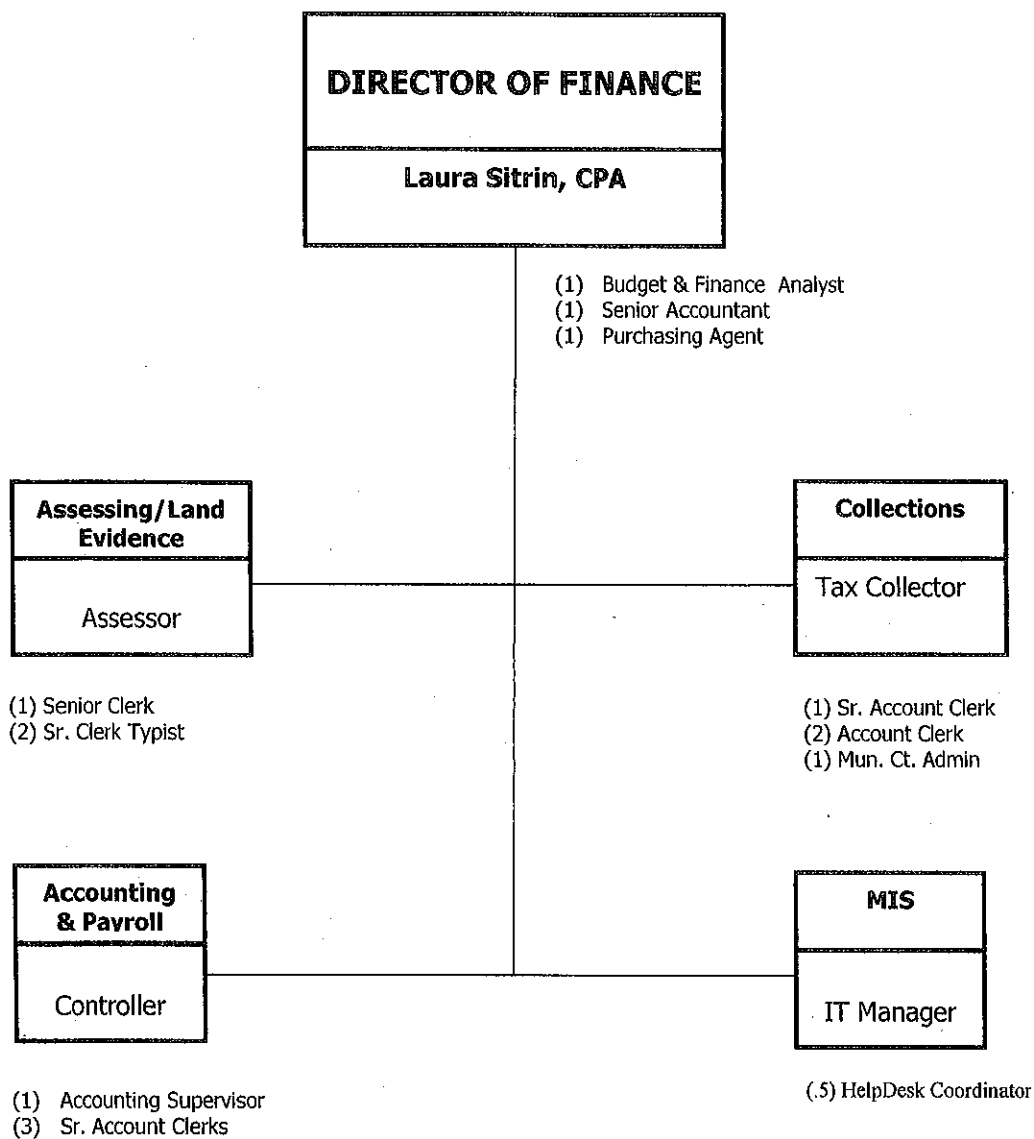 DIRECTOR OF FINANCE
Laura Sitrin, CPA
(1) Budget & Finance Analyst
(1) Senior Accountant
(1) Purchasing Agent
Assessing/Land
Evidence
Assessor
(1) Senior Clerk
(2) Sr. Clerk Typist
Collections
Tax Collector
(1) Sr. Account Clerk
(2) Account Clerk
(1) Mun. Ct. Admin
Accounting
& Payroll
Controller
(1) Accounting Supervisor
(3) Sr. Account Clerks
MIS
IT Manager
(.5) HelpDesk Coordinator